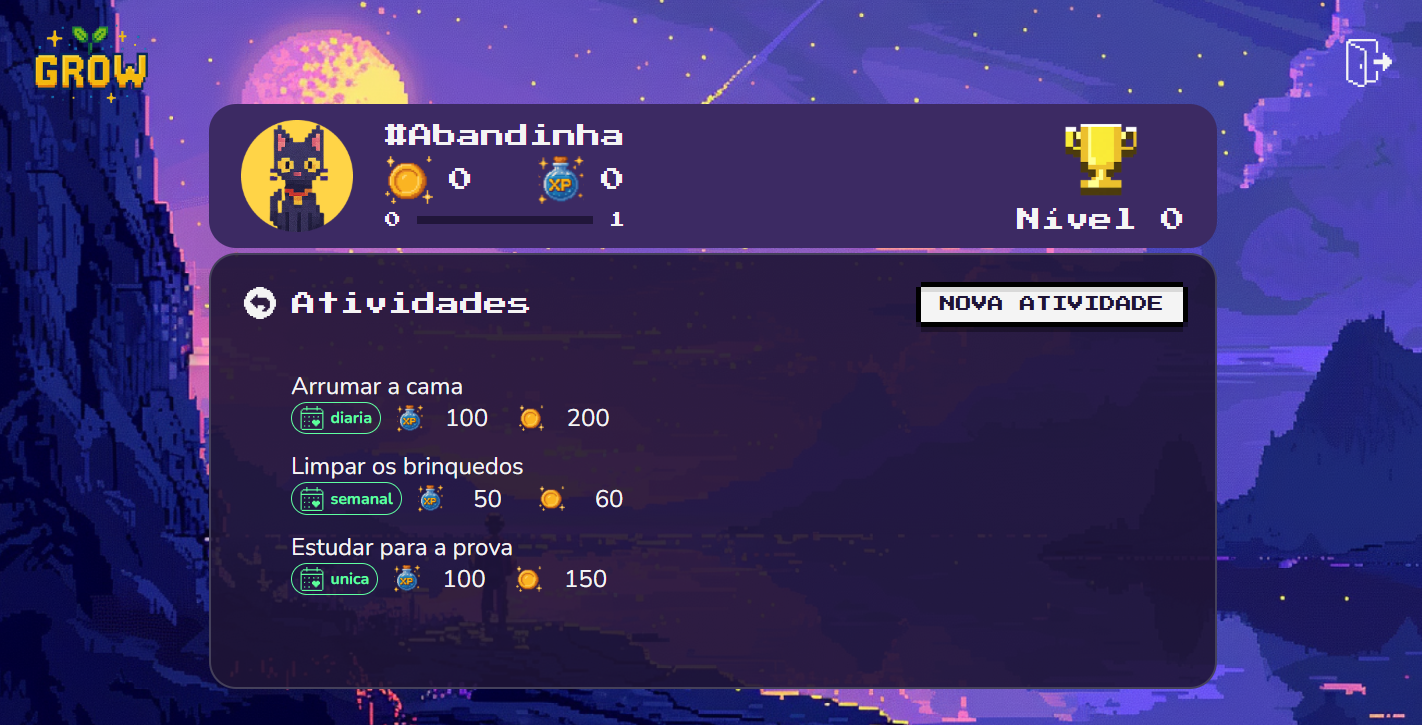 GROW
#Abandinha
0 XP 0
0 1
Nível 0
Atividades
NOVA ATIVIDADE
Arrumar a cama
diaria XP 100 200
Limpar os brinquedos
semanal XP 50 60
Estudar para a prova
unica XP 100 150